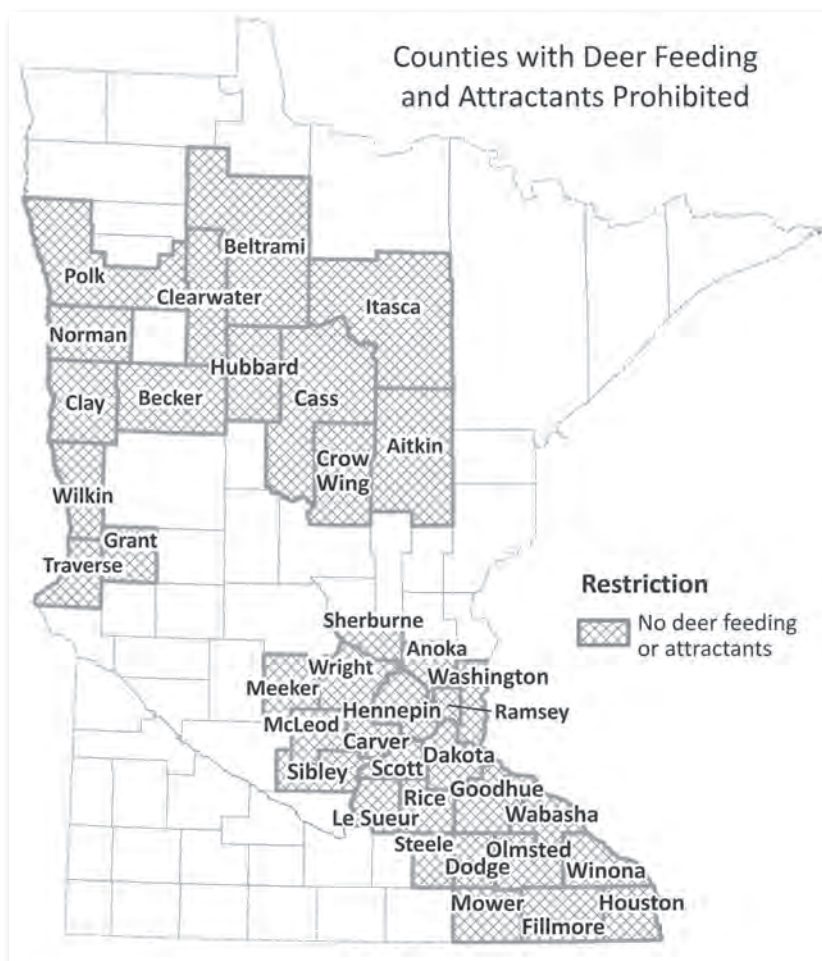 Counties with Deer Feeding
and Attractants Prohibited
Beltrami
Polk
Clearwater
Itasca
Norman
Hubbard
Clay
Becker
Cass
Aitkin
Crow
Wing
Wilkin
Grant
Traverse
Restriction
No deer feeding
or attractants
Sherburne
Anoka
Wright
Washington
Meeker
Hennepin
Ramsey
McLeod
Carver
Dakota
Sibley
Scott
Goodhue
Rice
Wabasha
Le Sueur
Steele
Olmsted
Dodge
Winona
Mower
Houston
Fillmore